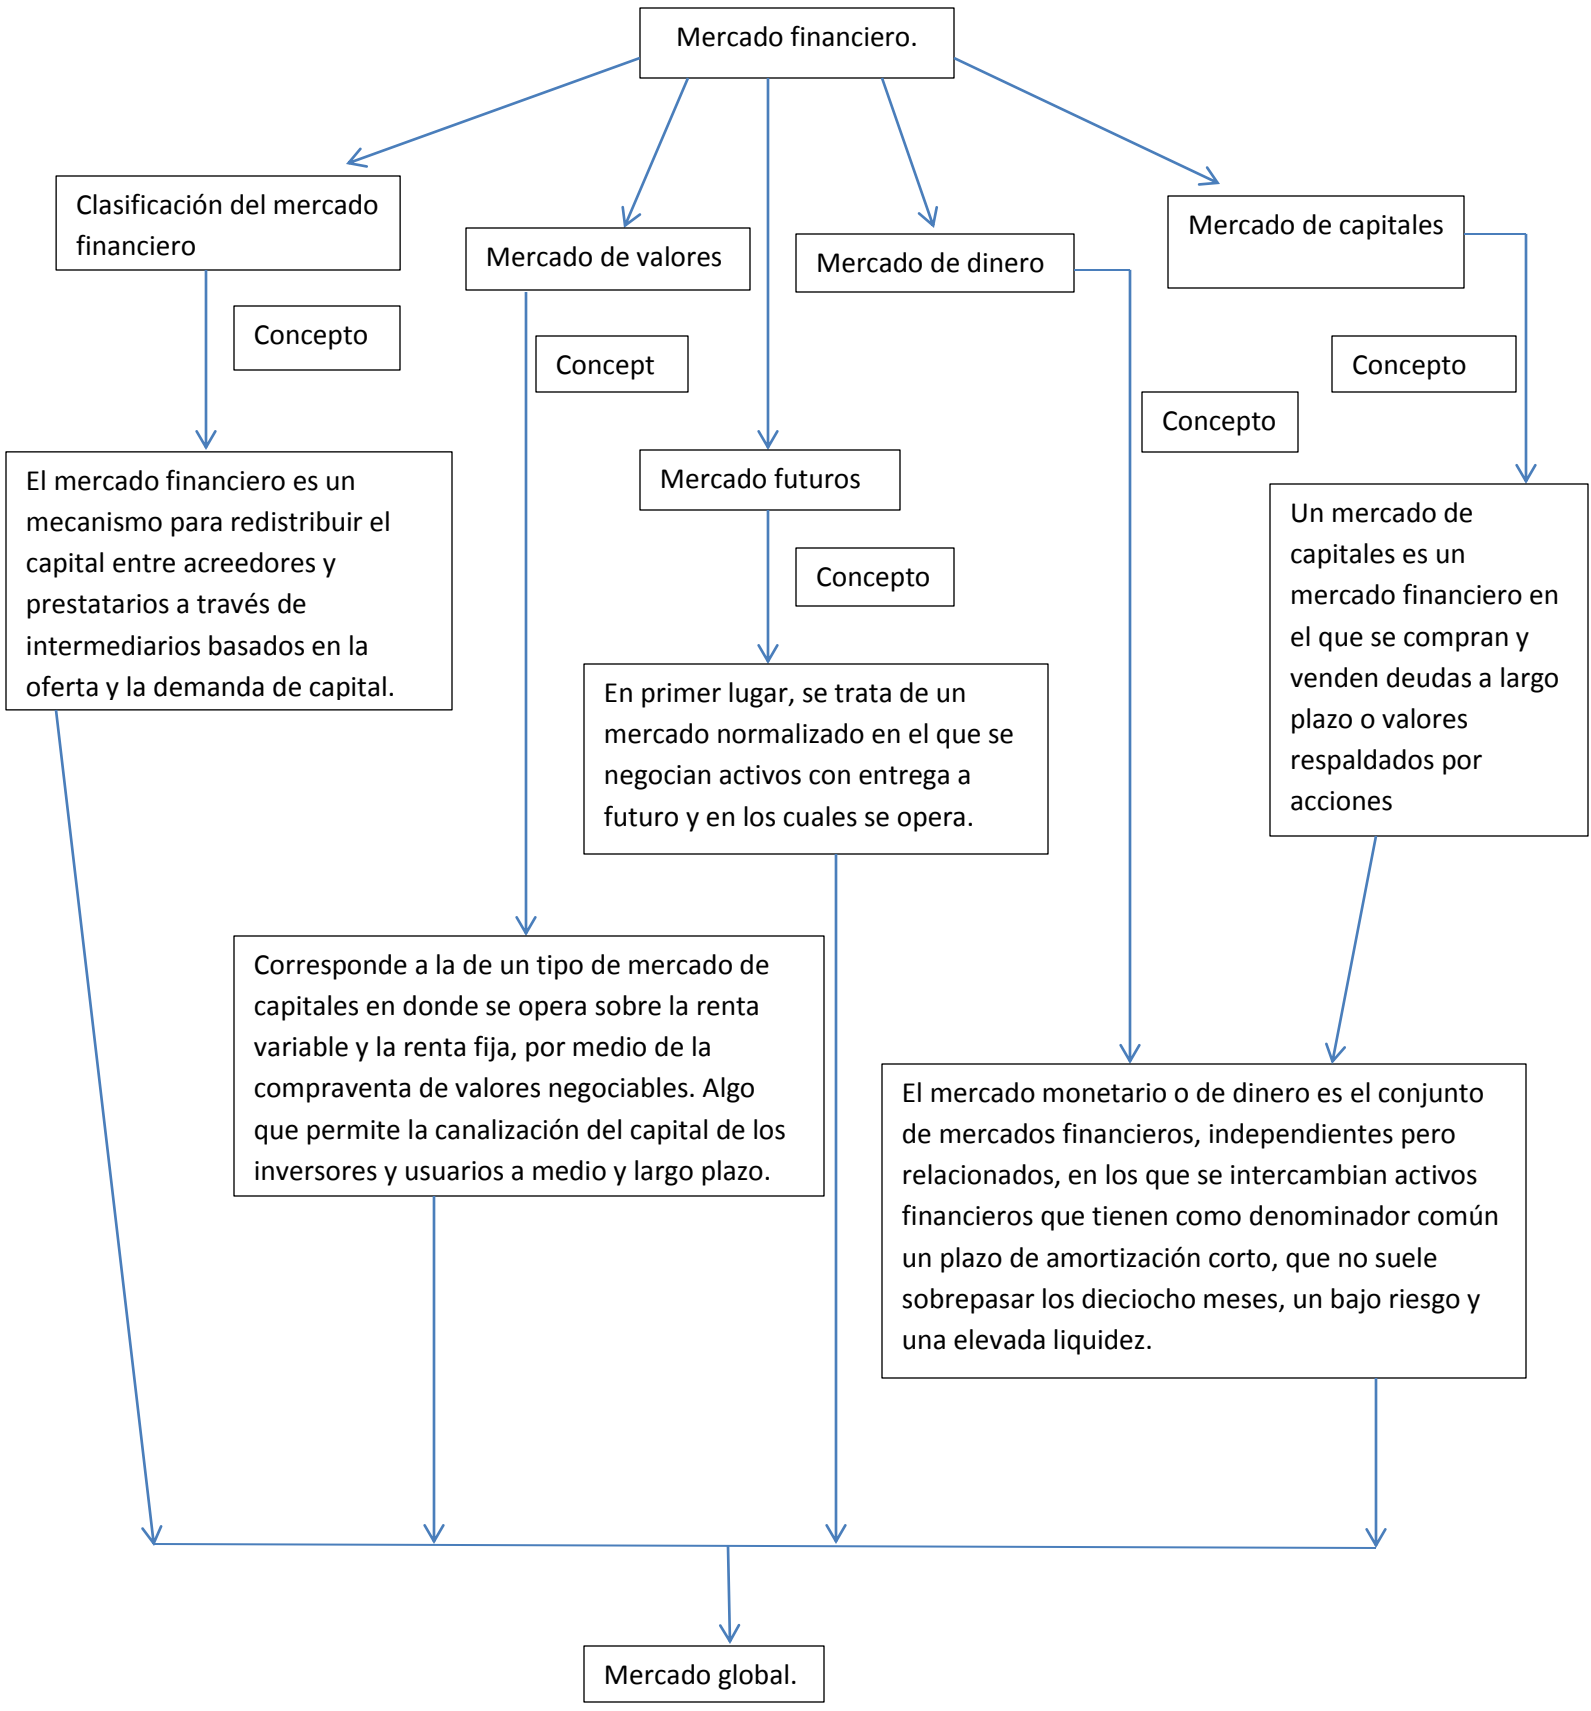 Mercado financiero.
Clasificación del mercado
financiero
Mercado de valores
Mercado de dinero
Mercado de capitales
Concepto
Concept
Concepto
Concepto
El mercado financiero es un
mecanismo para redistribuir el
capital entre acreedores y
prestatarios a través de
intermediarios basados en la
oferta y la demanda de capital.
Mercado futuros
Concepto
Un mercado de
capitales es un
mercado financiero en
el que se compran y
venden deudas a largo
plazo o valores
respaldados por
acciones
En primer lugar, se trata de un
mercado normalizado en el que se
negocian activos con entrega a
futuro y en los cuales se opera.
Corresponde a la de un tipo de mercado de
capitales en donde se opera sobre la renta
variable y la renta fija, por medio de la
compraventa de valores negociables. Algo
que permite la canalización del capital de los
inversores y usuarios a medio y largo plazo.
El mercado monetario o de dinero es el conjunto
de mercados financieros, independientes pero
relacionados, en los que se intercambian activos
financieros que tienen como denominador común
un plazo de amortización corto, que no suele
sobrepasar los dieciocho meses, un bajo riesgo y
una elevada liquidez.
Mercado global.